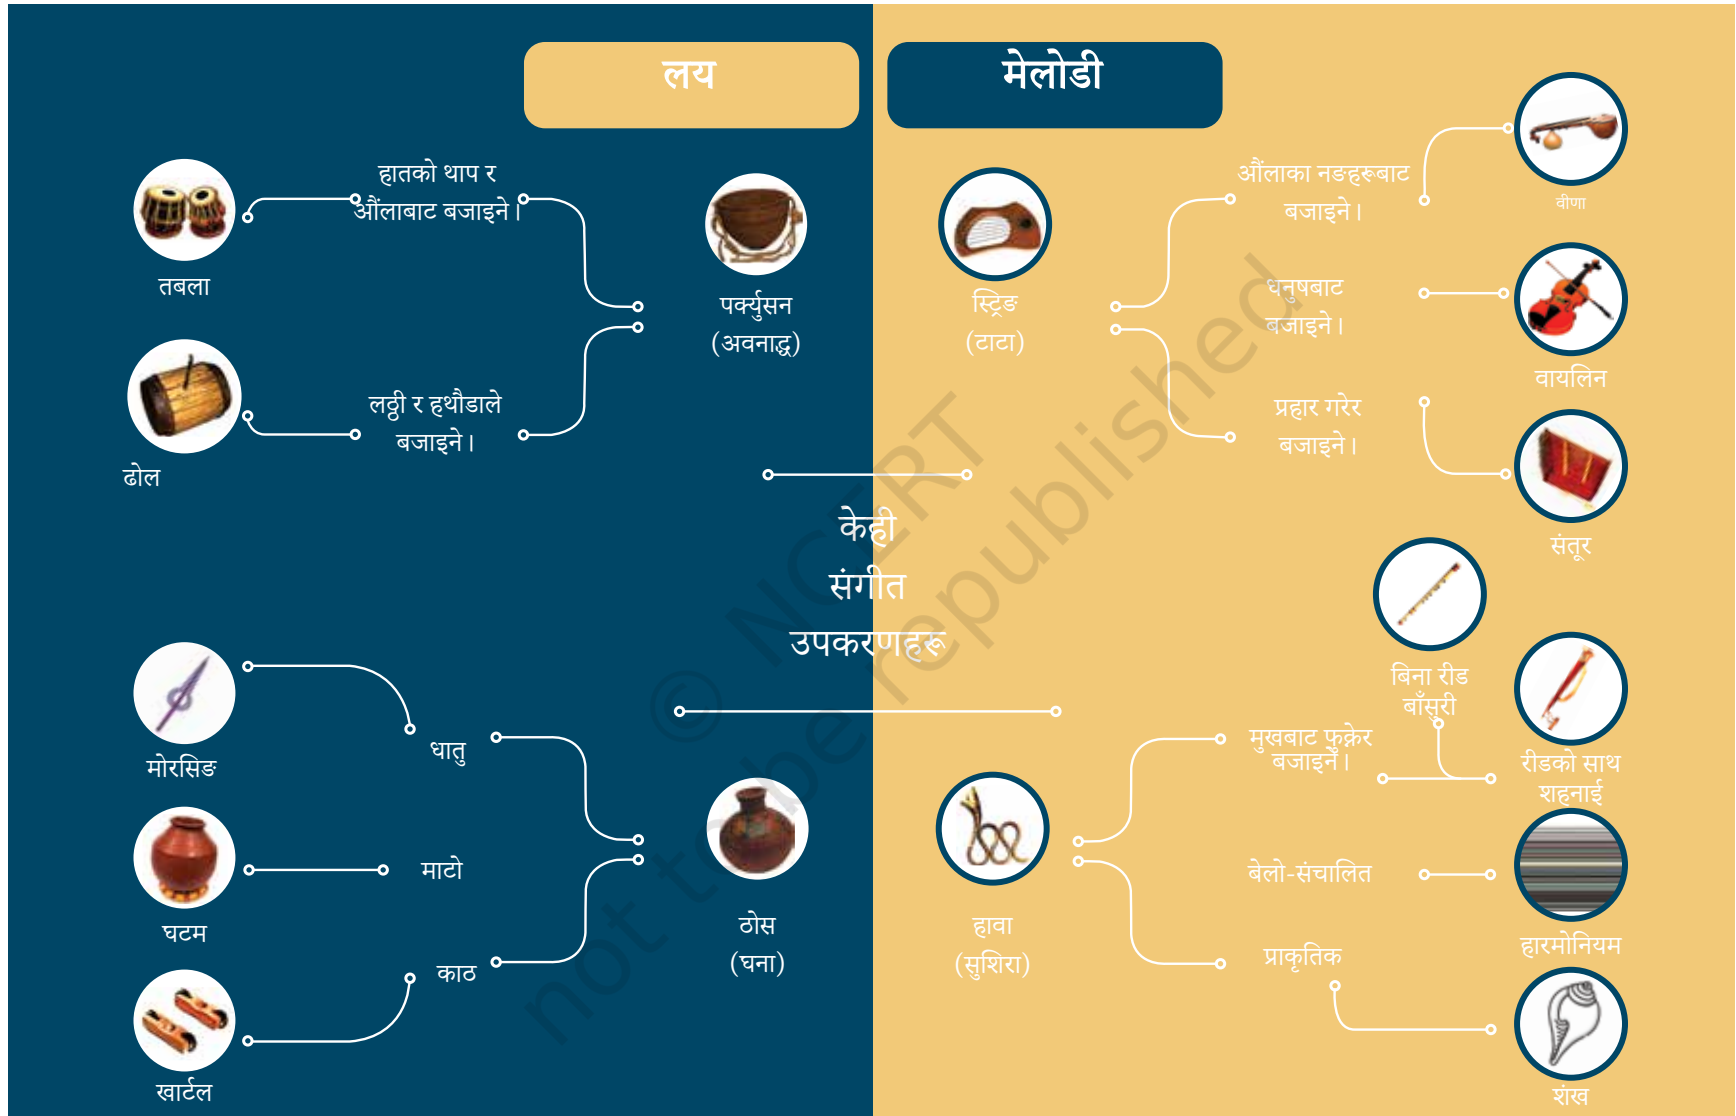 लय
मेलोडी
हातको थाप र
औंलाबाट बजाइने।
तबला
पर्क्युसन
(अवनाद्ध)
लठ्ठी र हथौडाले
बजाइने।
ढोल
औंलाका नङहरूबाट
बजाइने।
वीणा
स्ट्रिङ
(टाटा)
धनुषबाट
बजाइने।
वायलिन
प्रहार गरेर
बजाइने।
संतूर
केही
संगीत
उपकरणहरू
मोरसिङ
धातु
घटम
माटो
ठोस
(घना)
काठ
खार्टल
बिना रीड
बाँसुरी
मुखबाट फुक्नेर
बजाइने।
रीडको साथ
शहनाई
हावा
(सुशिरा)
बेलो-संचालित
हारमोनियम
प्राकृतिक
शंख
© NCERT
not to be republished